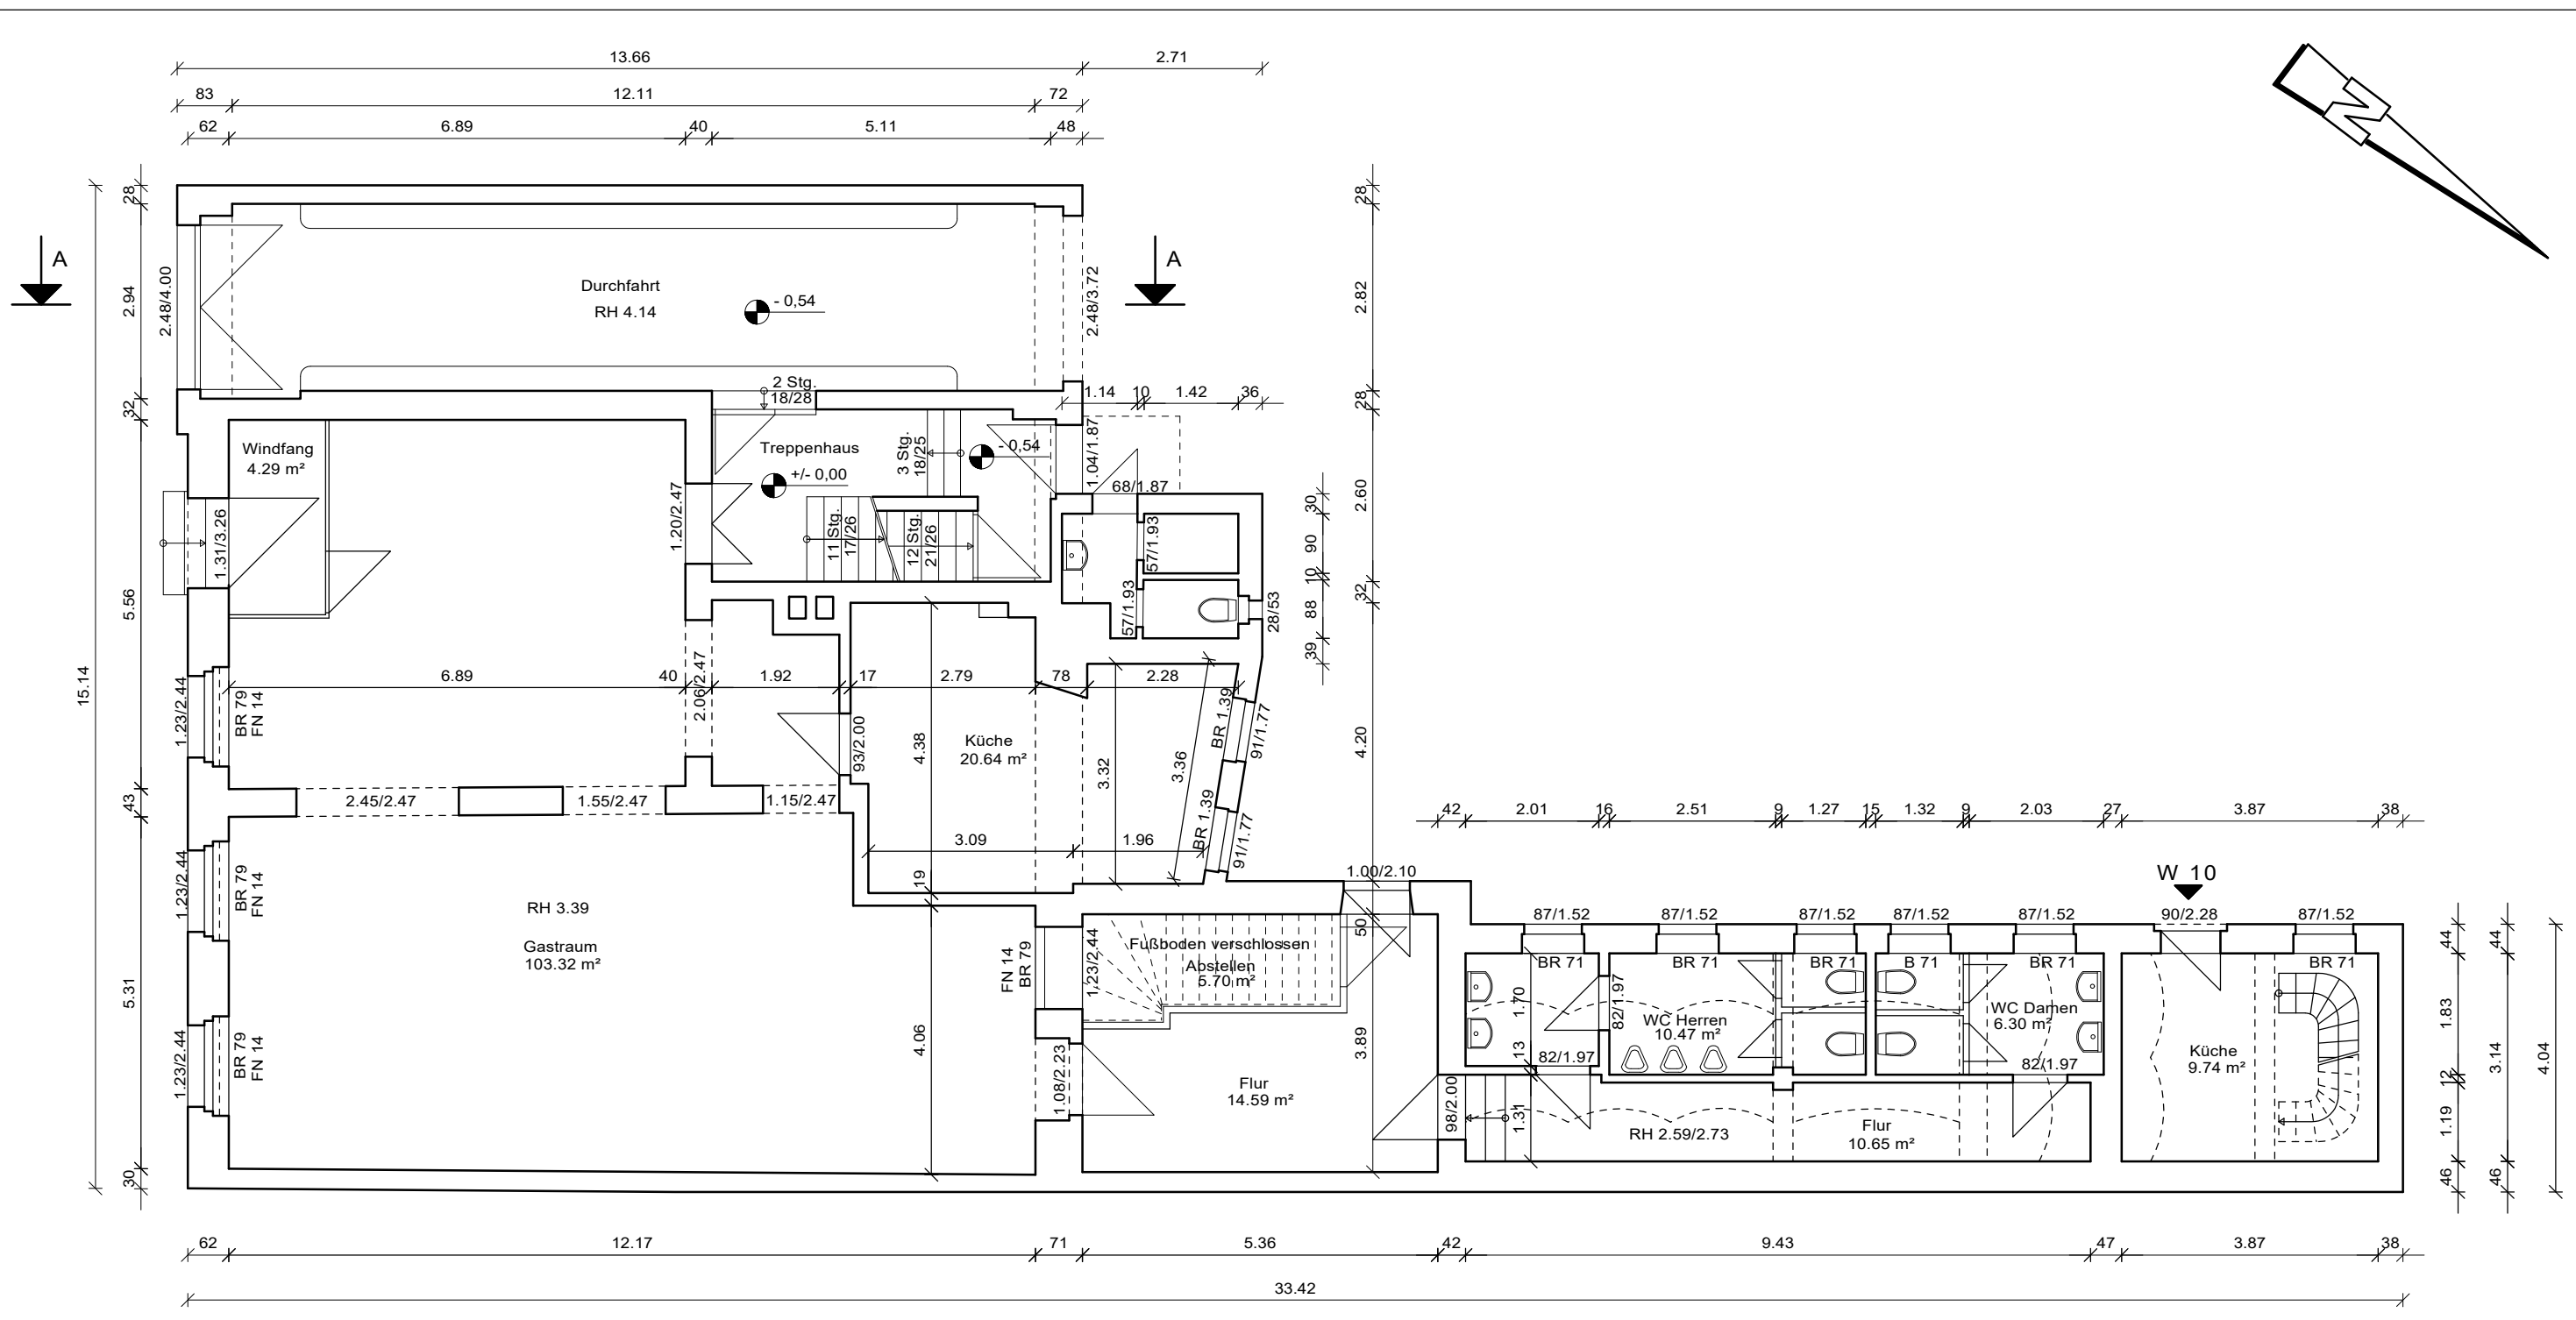 13.66
2.71
83
12.11
72
62
6.89
40
5.11
48
N
A
A
28
2.94
32
5.56
43
5.31
30
15.14
28
2.82
28
2.60
32
4.20
50
3.89
2.48/4.00
Durchfahrt
RH 4.14
- 0,54
2.48/3.72
2 Stg.
18/28
1.14
10
1.42
36
Windfang
4.29 m²
1.31/3.26
Treppenhaus
+/- 0,00
3 Stg.
18/25
- 0,54
1.04/1.87
68/1.87
1.20/2.47
11 Stg.
17/26
12 Stg.
21/26
57/1.93
57/1.93
28/53
30
90
10
88
39
6.89
40
1.92
17
2.79
78
2.28
2.06/2.47
1.23/2.44
BR 79
FN 14
93/2.00
4.38
Küche
20.64 m²
3.32
3.36
BR 1.39
91/1.77
BR 1.39
91/1.77
2.45/2.47
1.55/2.47
1.15/2.47
3.09
1.96
19
1.23/2.44
BR 79
FN 14
RH 3.39
Gastraum
103.32 m²
4.06
1.23/2.44
BR 79
FN 14
FN 14
BR 79
1.23/2.44
1.08/2.23
Fußboden verschlossen
Abstellen
5.70 m²
Flur
14.59 m²
1.00/2.10
98/2.00
42
2.01
16
2.51
9
1.27
15
1.32
9
2.03
27
3.87
38
W 10
87/1.52
87/1.52
87/1.52
87/1.52
87/1.52
90/2.28
87/1.52
BR 71
BR 71
BR 71
B 71
BR 71
BR 71
1.70
13
1.31
82/1.97
82/1.97
WC Herren
10.47 m²
WC Damen
6.30 m²
82/1.97
Küche
9.74 m²
RH 2.59/2.73
Flur
10.65 m²
44
1.83
12
1.19
46
44
3.14
46
4.04
62
12.17
71
5.36
42
9.43
47
3.87
38
33.42